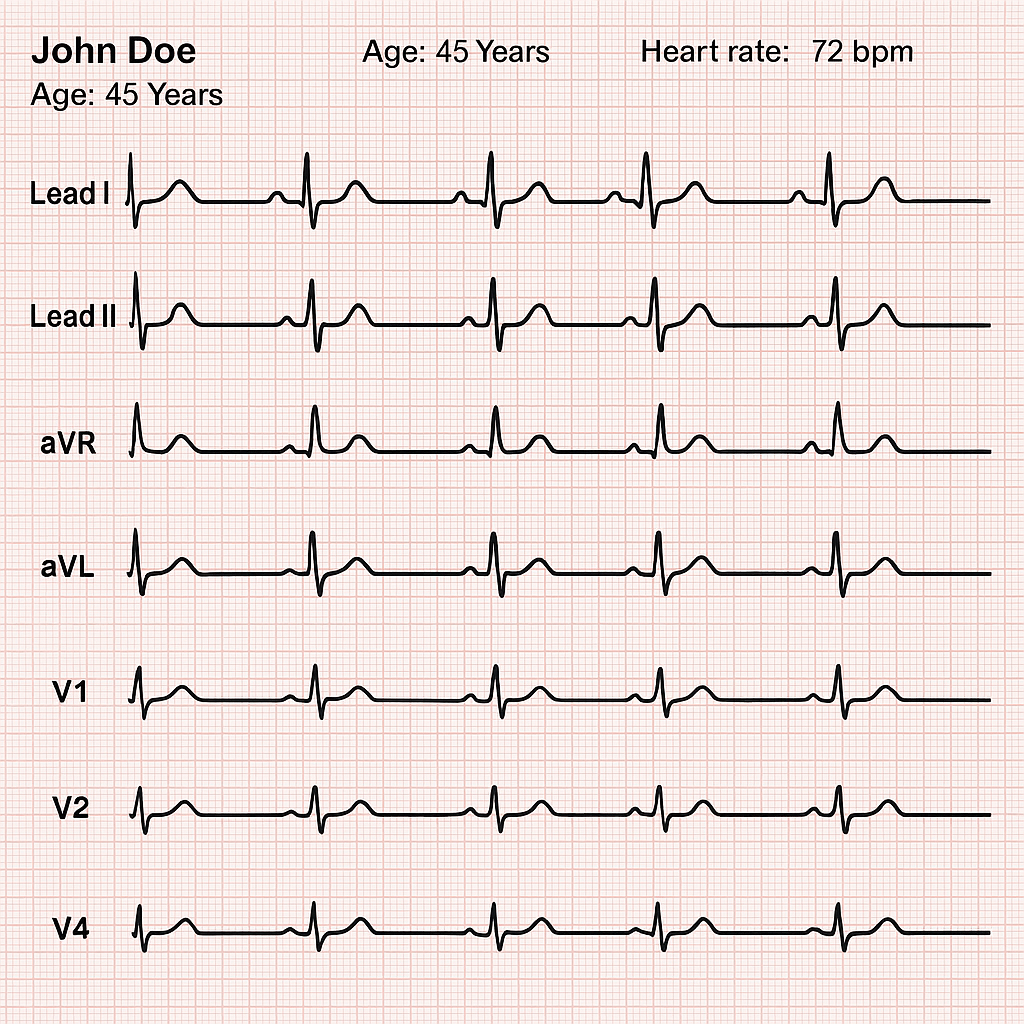 John Doe Age: 45 Years Heart rate: 72 bpm
Age: 45 Years
Lead I
Lead II
aVR
aVL
V1
V2
V4